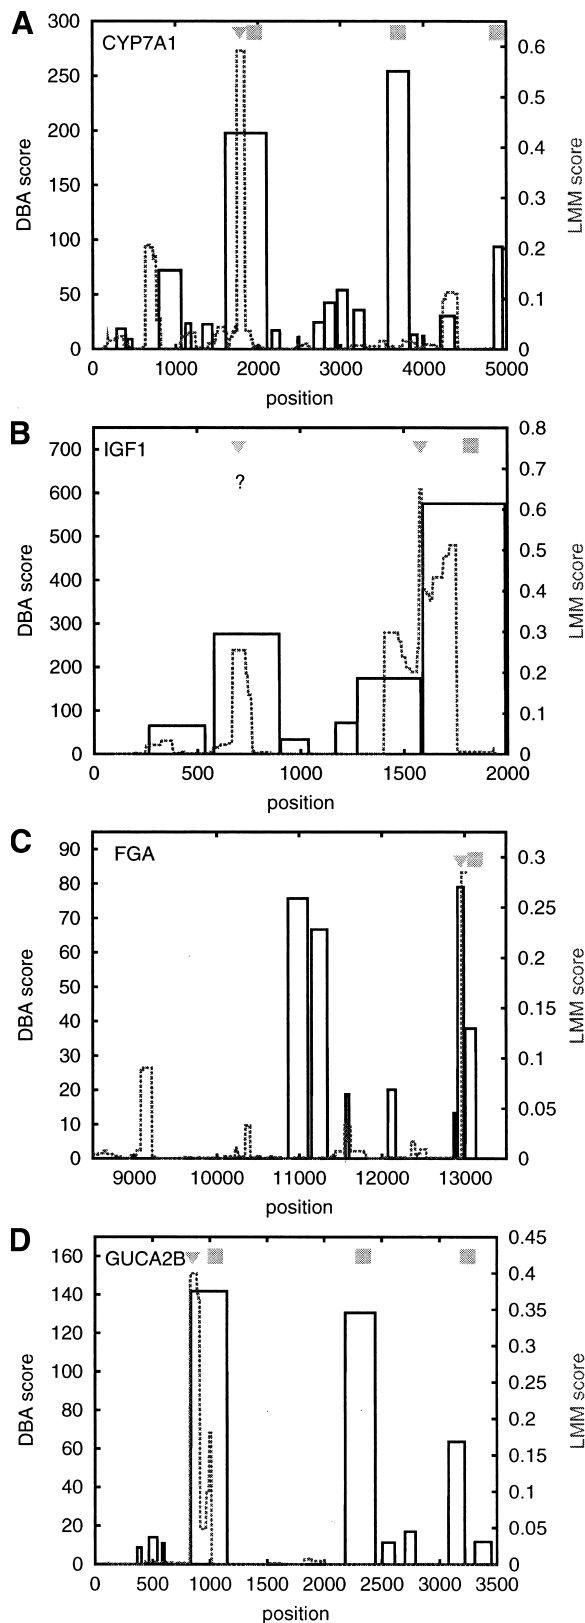 A
CYP7A1
300
250
200
150
100
50
0
DBA score
0.6
0.5
0.4
0.3
0.2
0.1
0
LMM score
0 1000 2000 3000 4000 5000
position
B
IGF1
?
700
600
500
400
300
200
100
0
DBA score
0.8
0.7
0.6
0.5
0.4
0.3
0.2
0.1
0
LMM score
0 500 1000 1500 2000
position
C
FGA
90
80
70
60
50
40
30
20
10
0
DBA score
0.3
0.25
0.2
0.15
0.1
0.05
0
LMM score
9000 10000 11000 12000 13000
position
D
GUCA2B
160
140
120
100
80
60
40
20
0
DBA score
0.45
0.4
0.35
0.3
0.25
0.2
0.15
0.1
0.05
0
LMM score
0 500 1000 1500 2000 2500 3000 3500
position